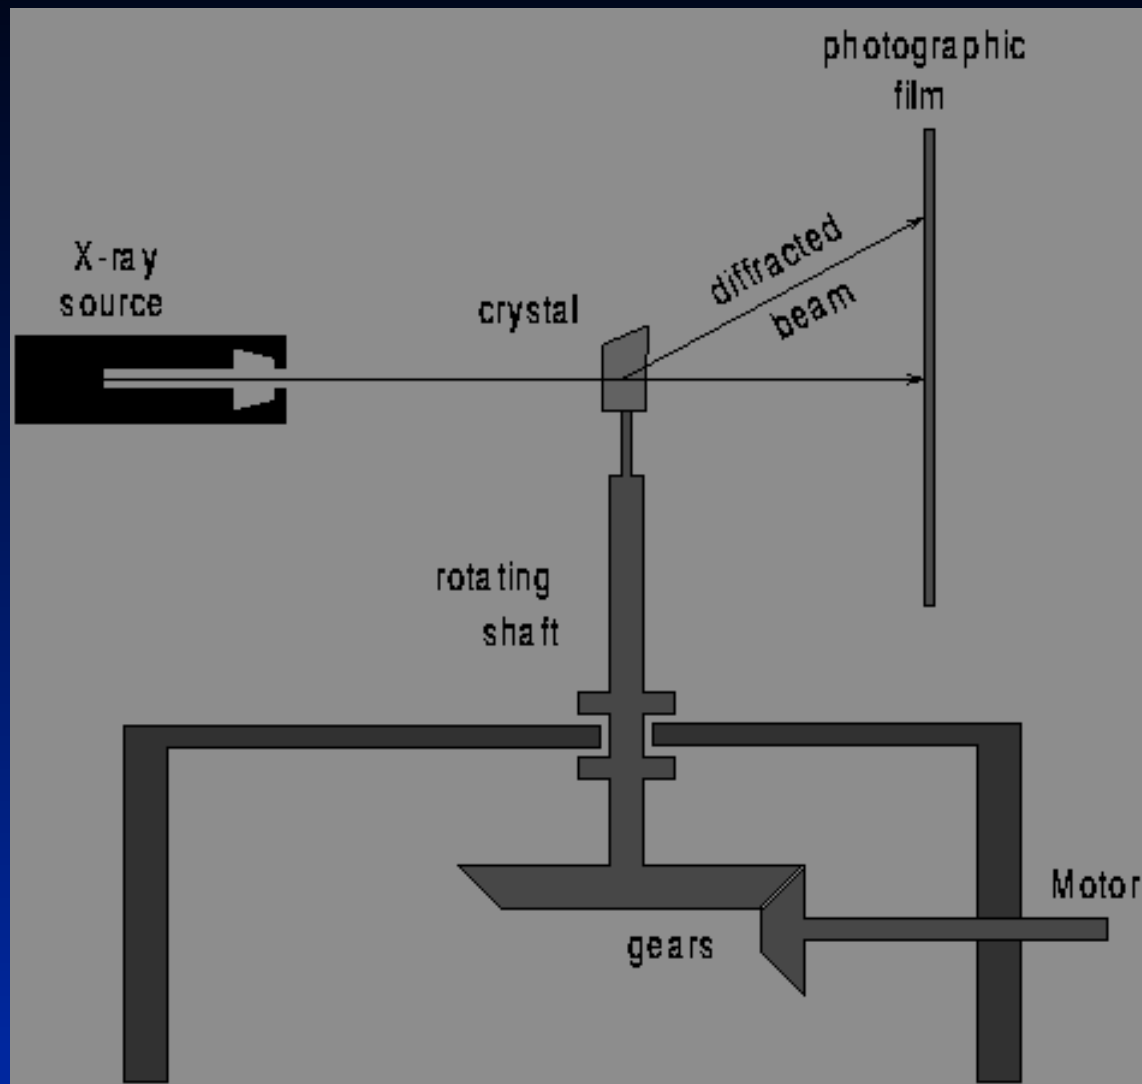 photographic
film
X-ray
source
crystal
diffracted
beam
rotating
shaft
Motor
gears